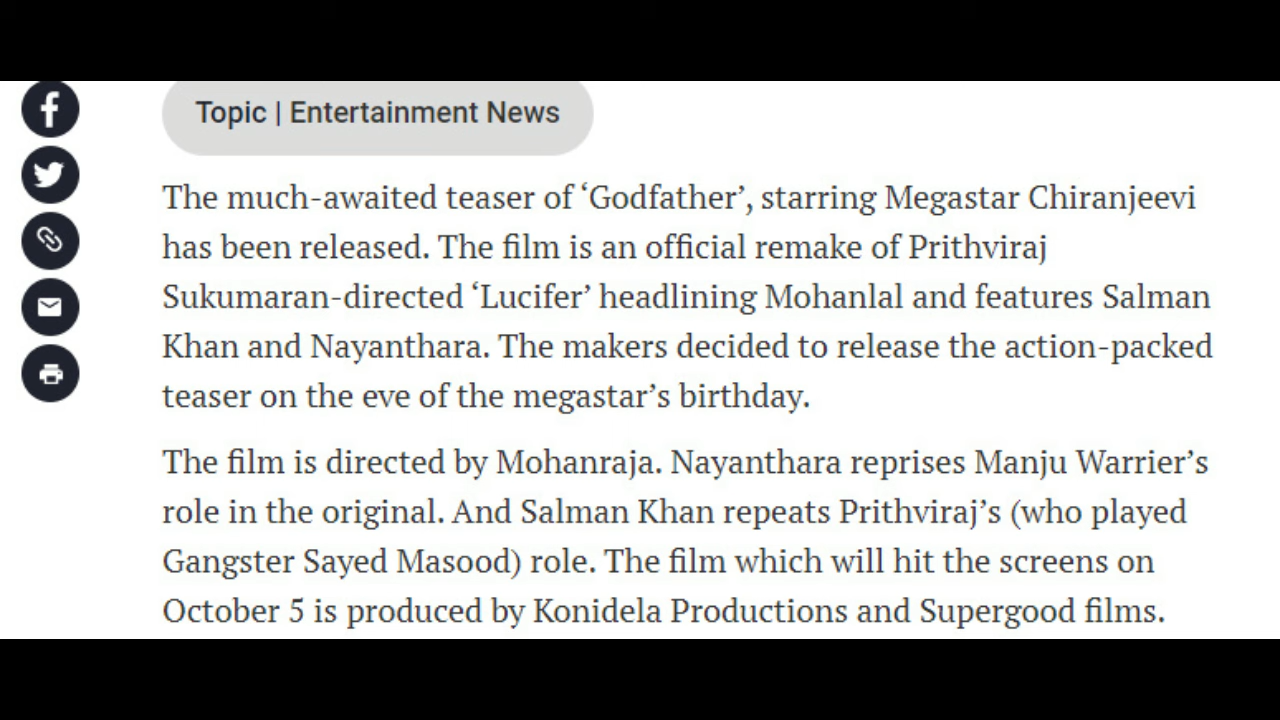 Topic | Entertainment News
The much-awaited teaser of ‘Godfather’, starring Megastar Chiranjeevi
has been released. The film is an official remake of Prithviraj
Sukumaran-directed ‘Lucifer’ headlining Mohanlal and features Salman
Khan and Nayanthara. The makers decided to release the action-packed
teaser on the eve of the megastar’s birthday.
The film is directed by Mohanraja. Nayanthara reprises Manju Warrier’s
role in the original. And Salman Khan repeats Prithviraj’s (who played
Gangster Sayed Masood) role. The film which will hit the screens on
October 5 is produced by Konidela Productions and Supergood films.